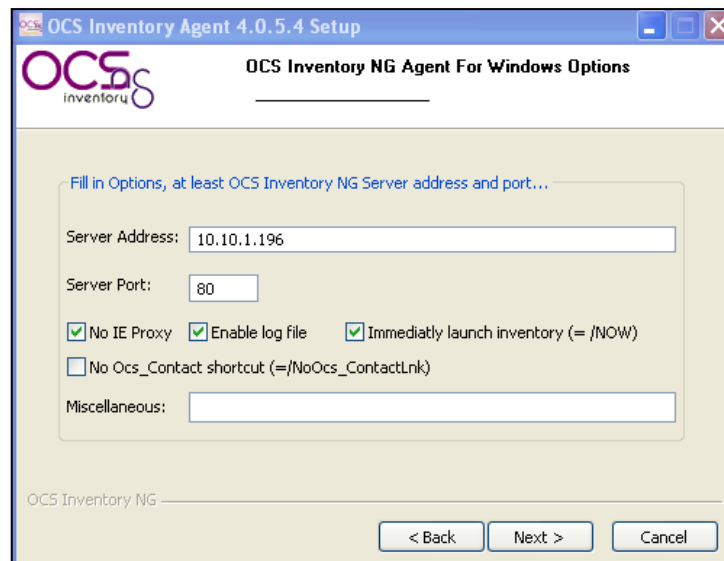 OCS Inventory Agent 4.0.5.4 Setup
OCSng
inventory
OCS Inventory NG Agent For Windows Options
Fill in Options, at least OCS Inventory NG Server address and port...
Server Address: 10.10.1.196
Server Port: 80
No IE Proxy Enable log file Immediatly launch inventory (= /NOW)
No Ocs_Contact shortcut (=/NoOcs_ContactLnk)
Miscellaneous:
OCS Inventory NG
< Back Next > Cancel